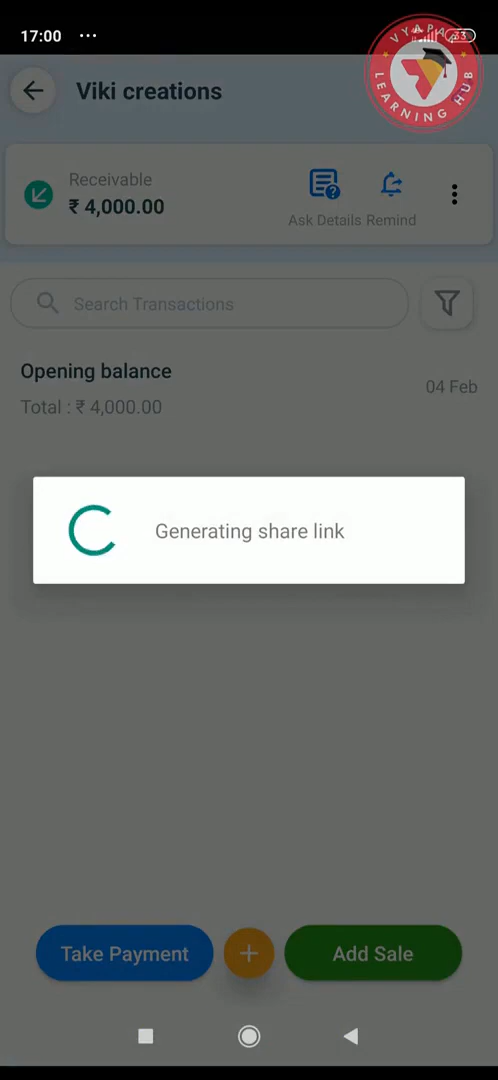 17:00 ...
VYAPAR
LEARNING HUB
33
Viki creations
Receivable
₹ 4,000.00
Ask Details Remind
Search Transactions
Opening balance
04 Feb
Total : ₹ 4,000.00
Generating share link
Take Payment + Add Sale